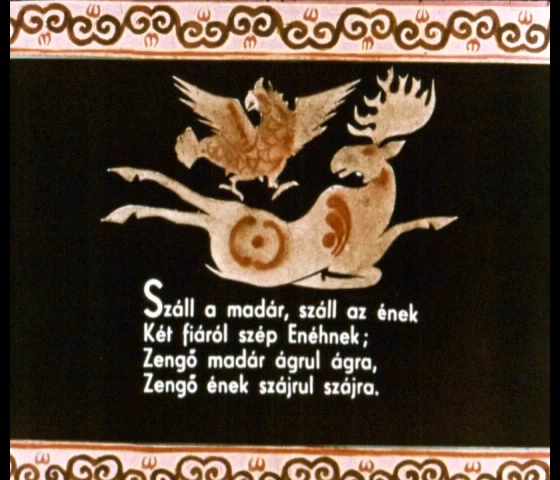 Száll a madár, száll az ének
Két fiáról szép Enéhnek;
Zengő madár ágrul ágra,
Zengő ének szájrul szájra.